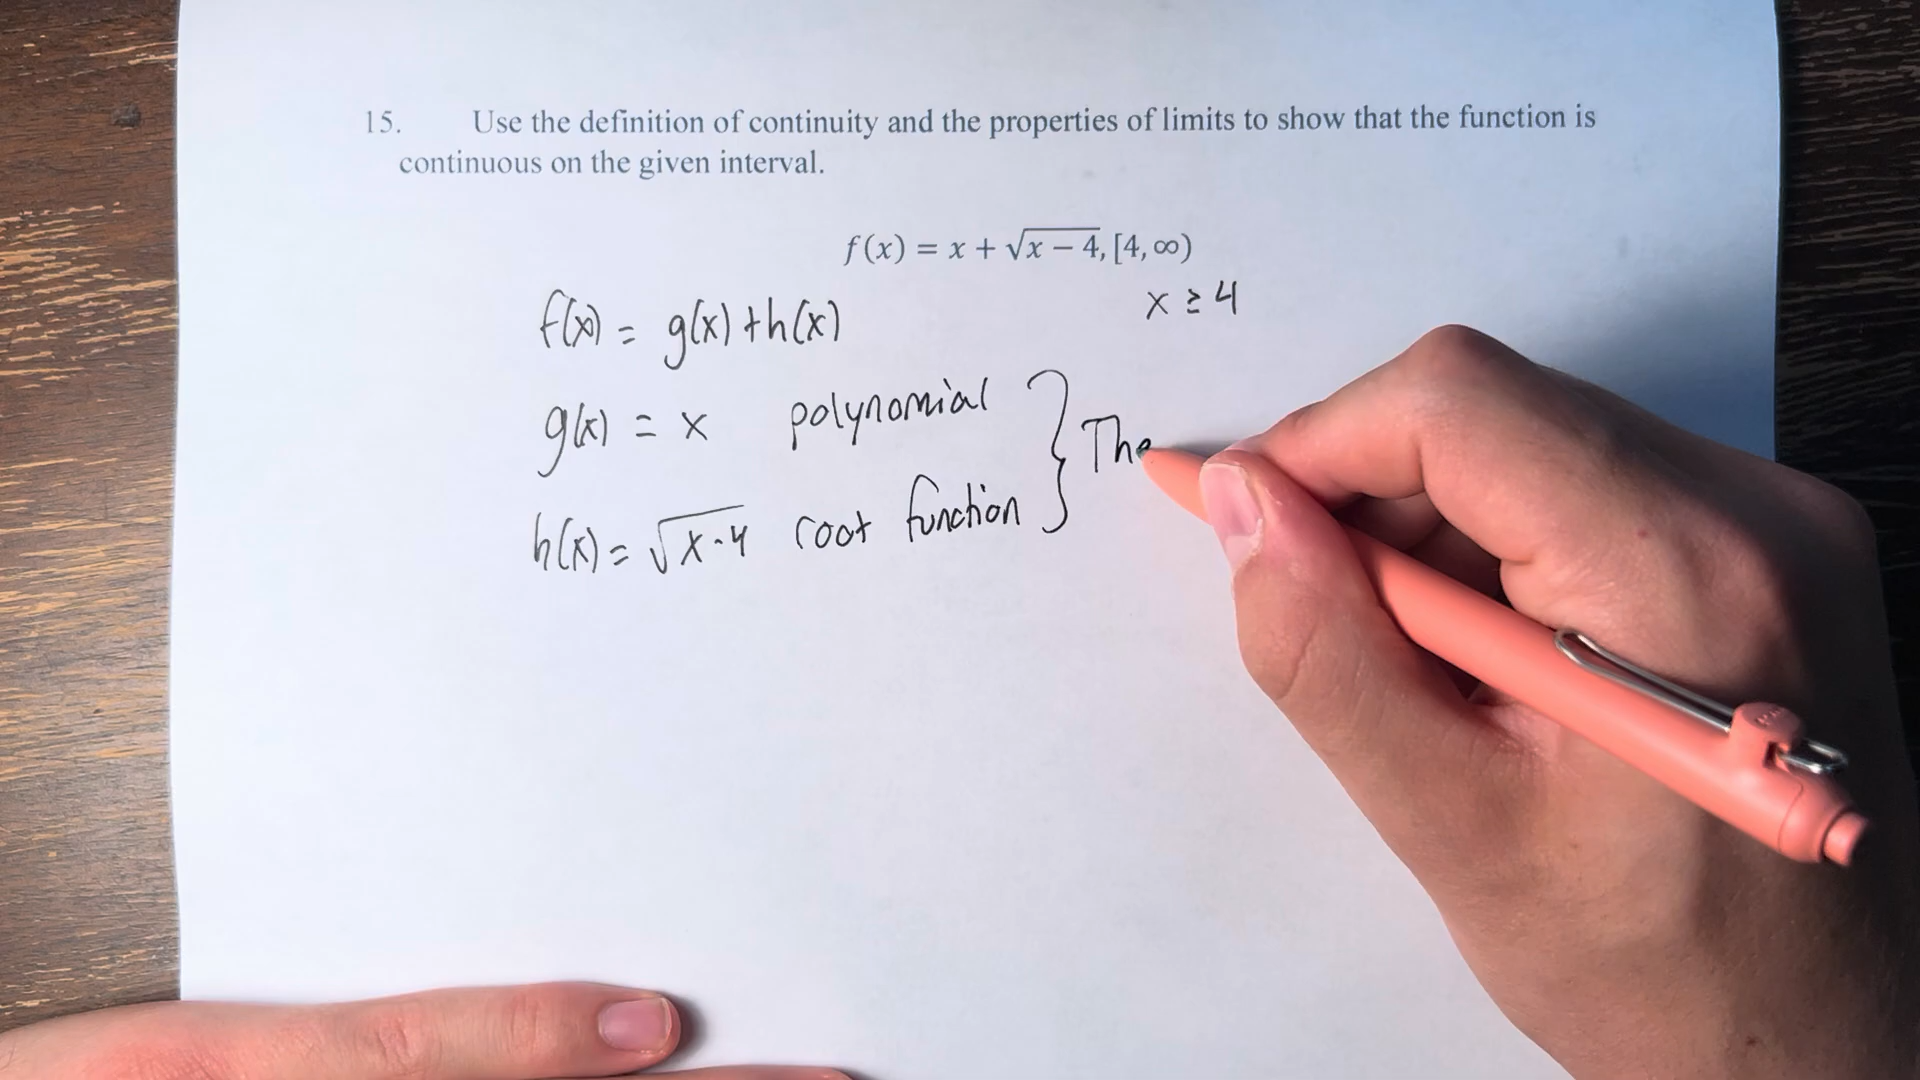 15. Use the definition of continuity and the properties of limits to show that the function is
continuous on the given interval.
f(x) = x + √x − 4, [4, ∞)
x ≥ 4
f(x) = g(x) + h(x)
g(x) = x polynomial
The
h(x) = √x-4 root function